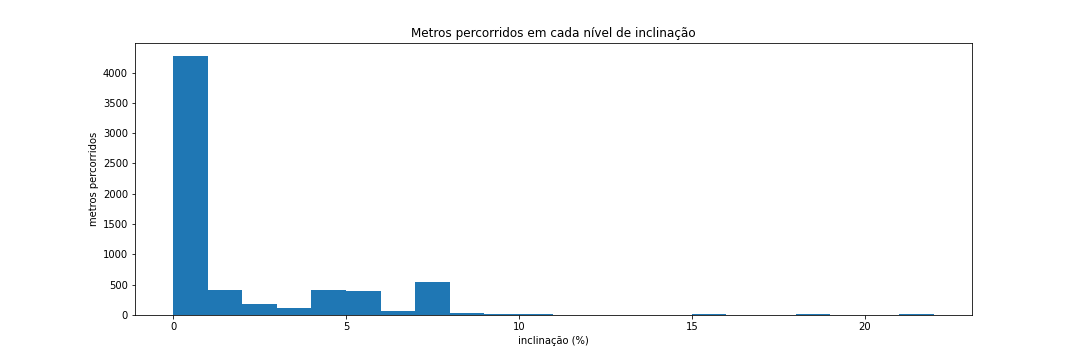 Metros percorridos em cada nível de inclinação
metros percorridos
4000
3500
3000
2500
2000
1500
1000
500
0
0 5 10 15 20
inclinação (%)